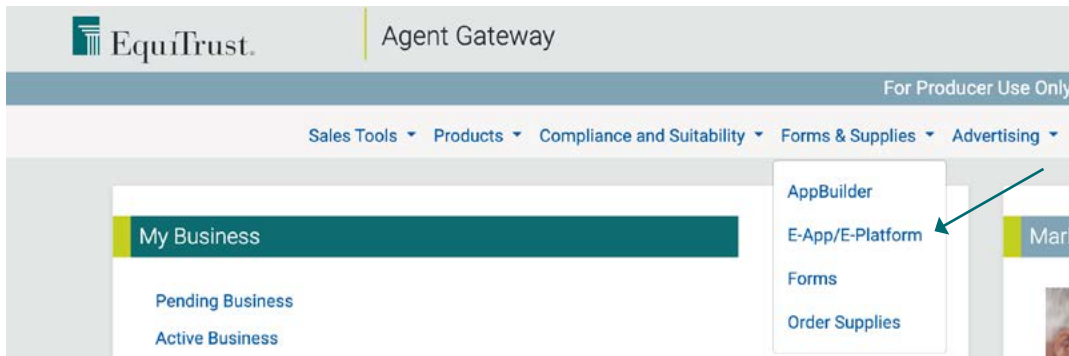 EquiTrust.
Agent Gateway
For Producer Use Only
Sales Tools Products Compliance and Suitability Forms & Supplies Advertising
AppBuilder
E-App/E-Platform
Forms
Order Supplies
My Business
Pending Business
Active Business